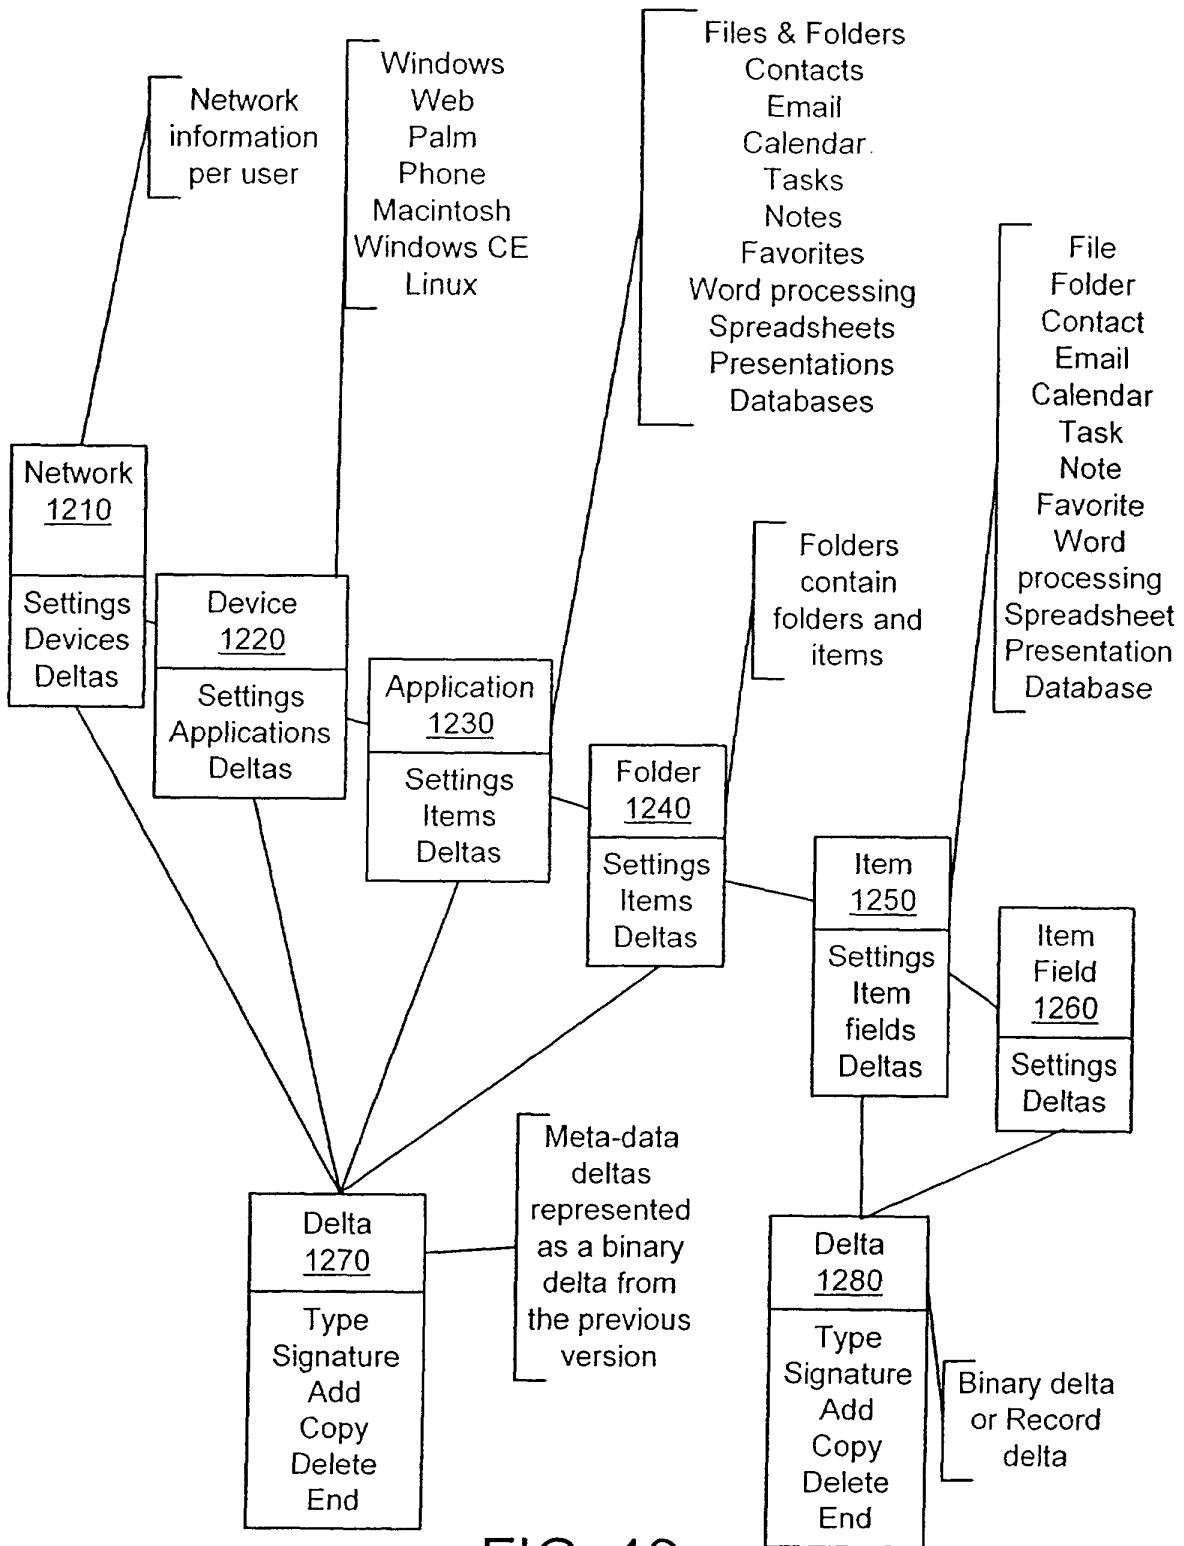 Network
information
per user
Windows
Web
Palm
Phone
Macintosh
Windows CE
Linux
Files & Folders
Contacts
Email
Calendar
Tasks
Notes
Favorites
Word processing
Spreadsheets
Presentations
Databases
File
Folder
Contact
Email
Calendar
Task
Note
Favorite
Word
processing
Spreadsheet
Presentation
Database
Folders
contain
folders and
items
Network
1210
Settings
Devices
Deltas
Device
1220
Settings
Applications
Deltas
Application
1230
Settings
Items
Deltas
Folder
1240
Settings
Items
Deltas
Item
1250
Settings
Item
fields
Deltas
Item
Field
1260
Settings
Deltas
Delta
1270
Type
Signature
Add
Copy
Delete
End
Meta-data
deltas
represented
as a binary
delta from
the previous
version
Delta
1280
Type
Signature
Add
Copy
Delete
End
Binary delta
or Record
delta